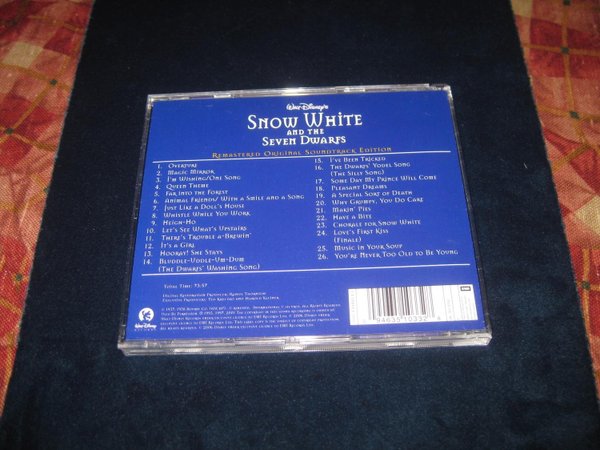 Walt Disney's
Snow White
and the
Seven Dwarfs
Remastered Original Soundtrack Edition
1. Overture
2. Magic Mirror
3. I'm Wishing/One Song
4. Queen Theme
5. Far Into the Forest
6. Animal Friends/ With a Smile and a Song
7. Just Like a Doll's House
8. Whistle While You Work
9. Heigh-Ho
10. Let's See What's Upstairs
11. There's Trouble a-Brewin'
12. It's a Girl
13. Hooray! She Stays
14. Bluddle-Uddle-Um-Dum
(The Dwarfs' Washing Song)
15. I've Been Tricked
16. The Dwarfs' Yodel Song
(The Silly Song)
17. Some Day My Prince Will Come
18. Pleasant Dreams
19. A Special Sort of Death
20. Why Grumpy, You Do Care
21. Makin' Pies
22. Have a Bite
23. Chorale for Snow White
24. Love's First Kiss
(Finale)
25. Music in Your Soup
26. You're Never Too Old to Be Young
Total Time: 73:57
Walt Disney
Records
94635 10332